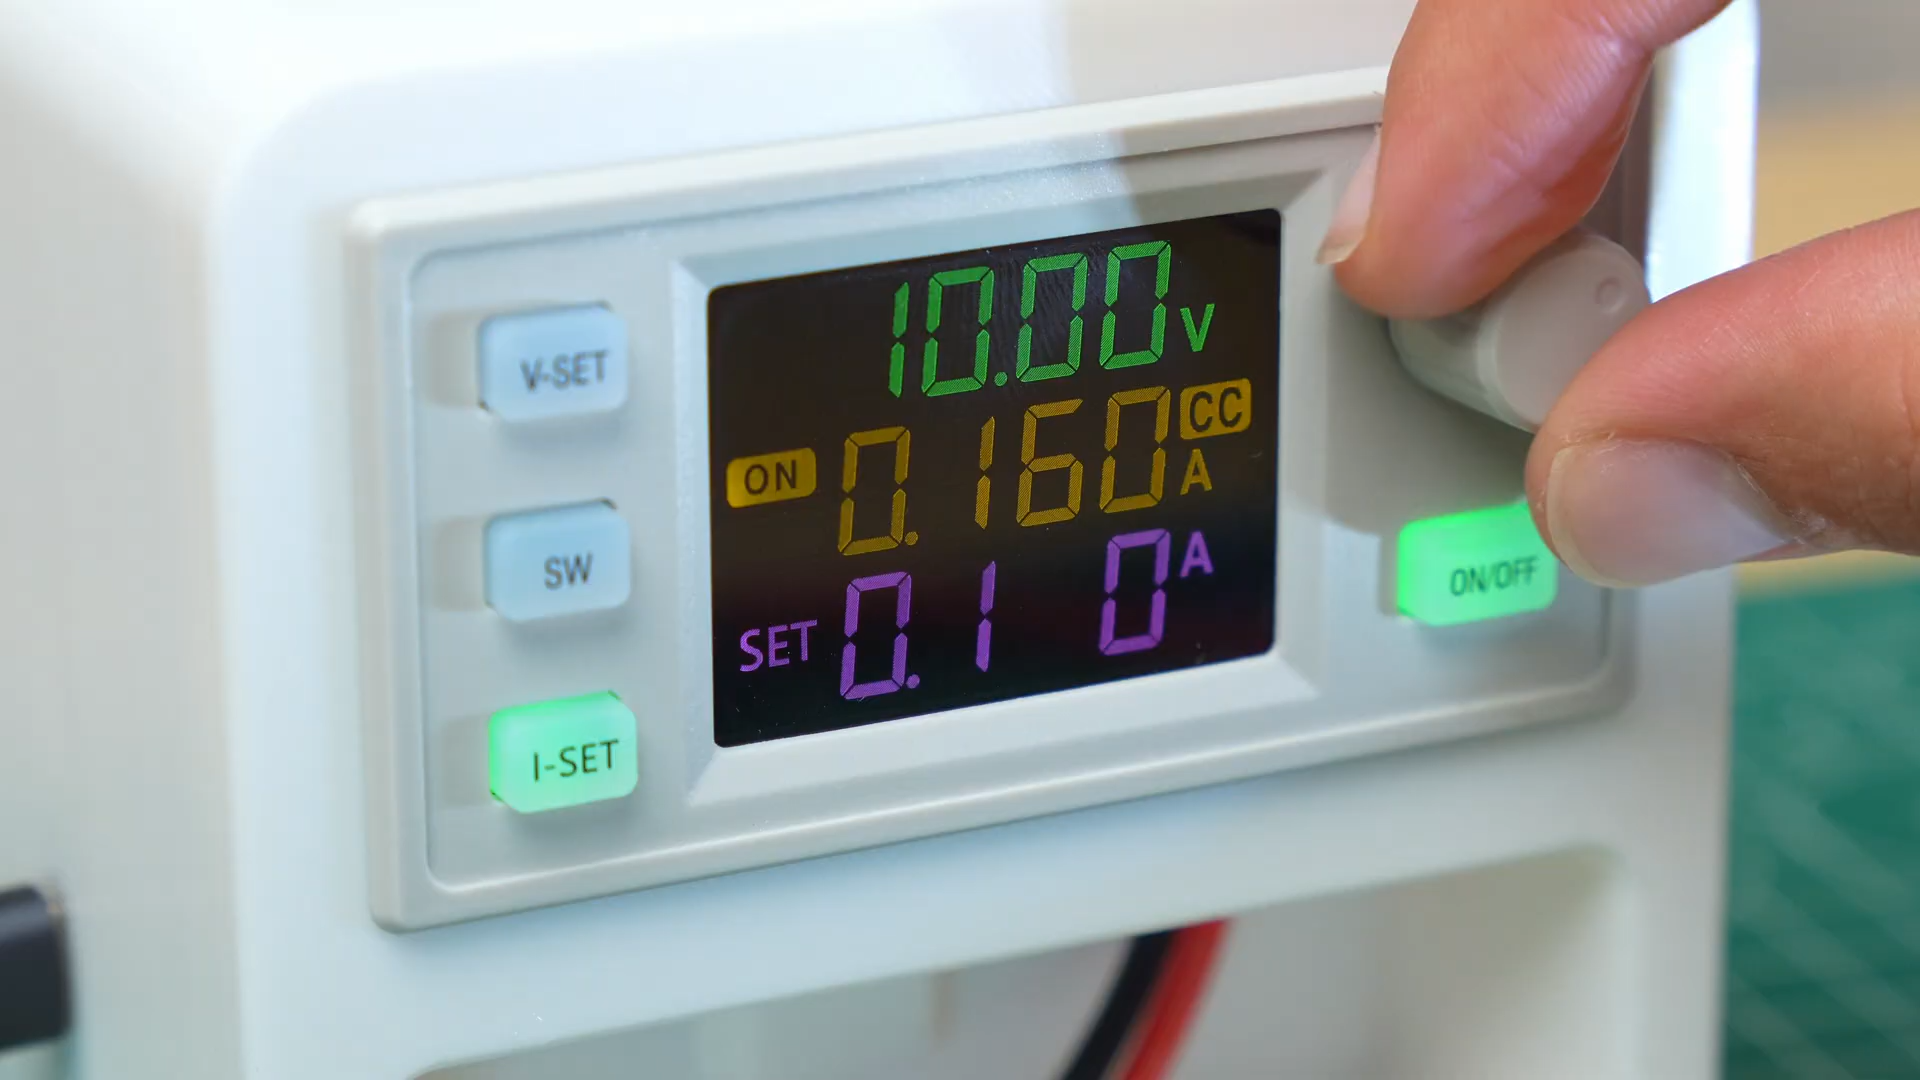 10.00 V
V-SET
CC
ON 0.160 A
SW
SET 0.1 0 A
ON/OFF
I-SET